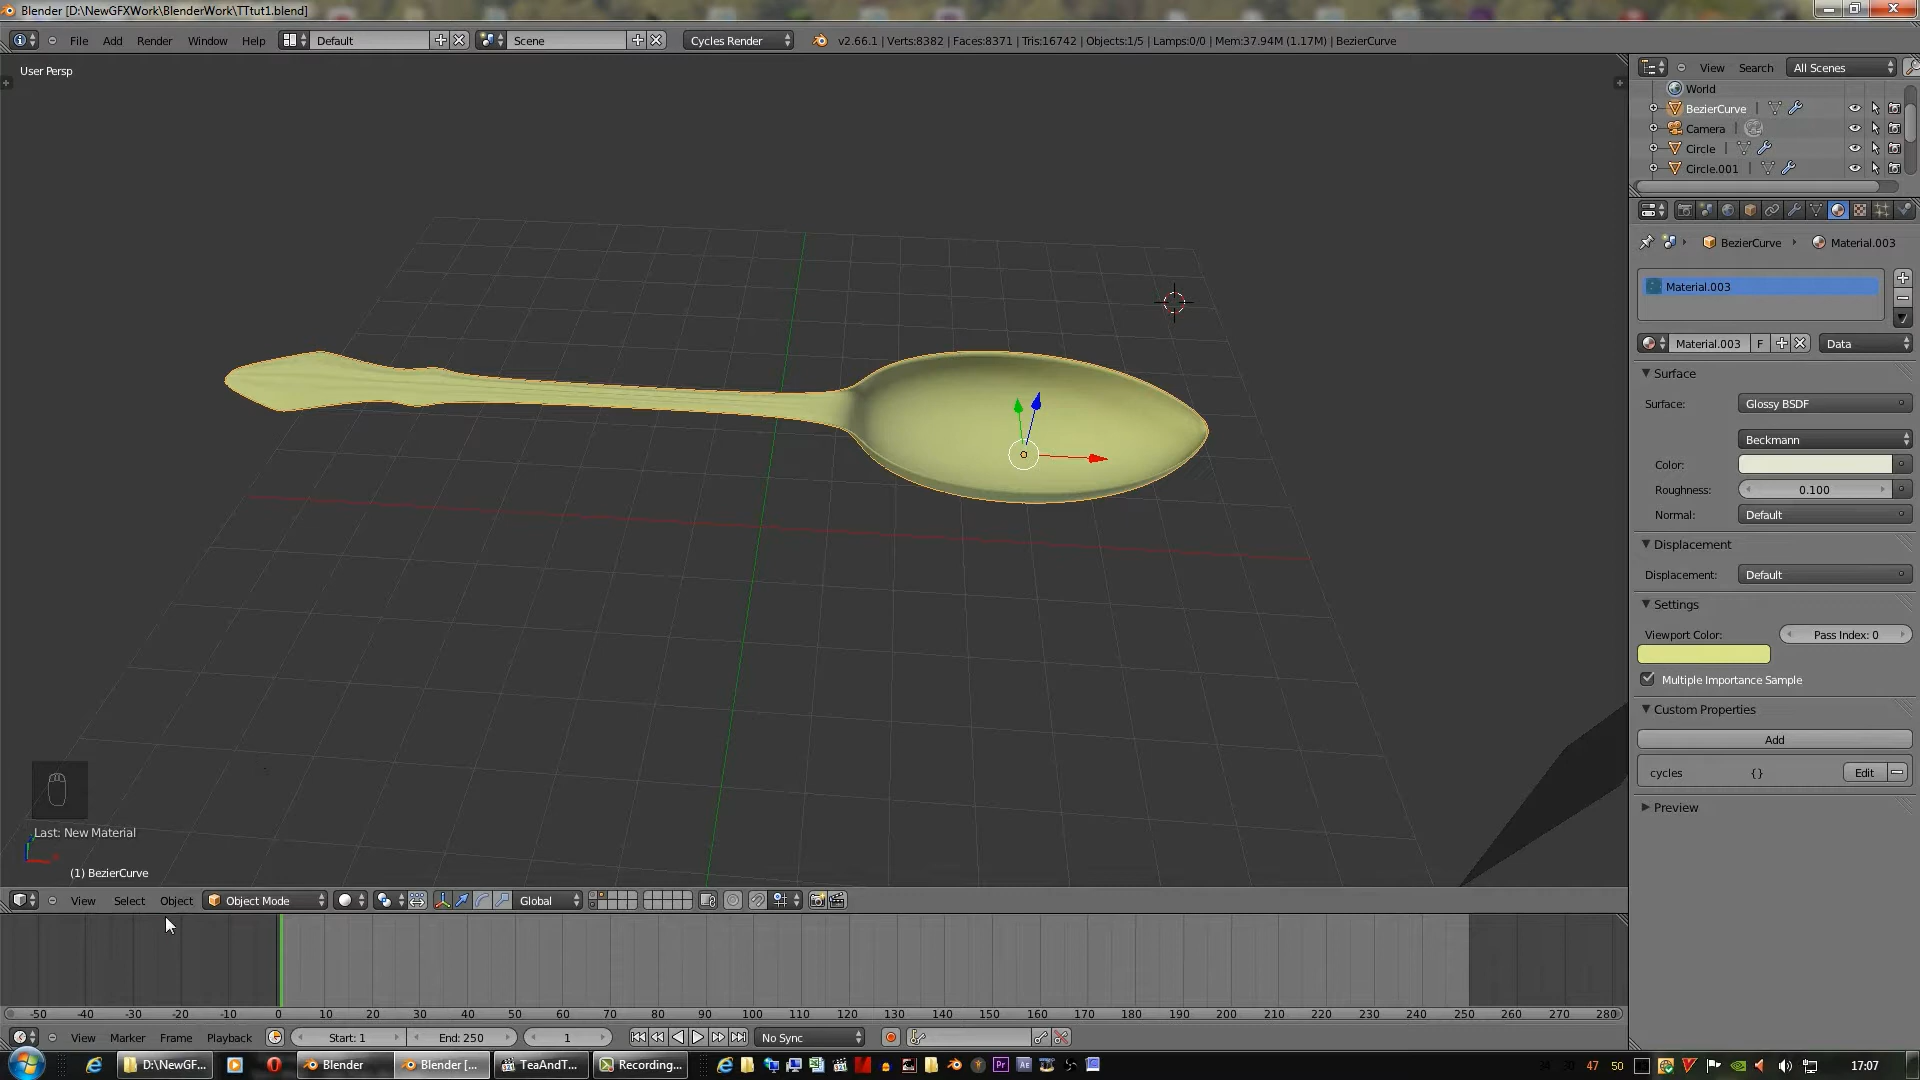 Blender [D:\NewGFXWork\BlenderWork\TTtut1.blend]
File Add Render Window Help Default Scene Cycles Render v2.66.1 | Verts:8382 | Faces:8371 | Tris:16742 | Objects:1/5 | Lamps:0/0 | Mem:37.94M (1.17M) | BezierCurve
User Persp
View Search All Scenes
World
BezierCurve
Camera
Circle
Circle.001
BezierCurve Material.003
Material.003
Material.003 F Data
Surface
Surface: Glossy BSDF
Beckmann
Color:
Roughness: 0.100
Normal: Default
Displacement
Displacement: Default
Settings
Viewport Color: Pass Index: 0
Multiple Importance Sample
Custom Properties
Add
cycles {} Edit
Preview
Last: New Material
(1) BezierCurve
View Select Object Object Mode Global
-50 -40 -30 -20 -10 0 10 20 30 40 50 60 70 80 90 100 110 120 130 140 150 160 170 180 190 200 210 220 230 240 250 260 270 280
View Marker Frame Playback Start: 1 End: 250 1 No Sync
D:\NewGF... Blender Blender [... TeaAndT... Recording... Pr Ae 47 50 17:07